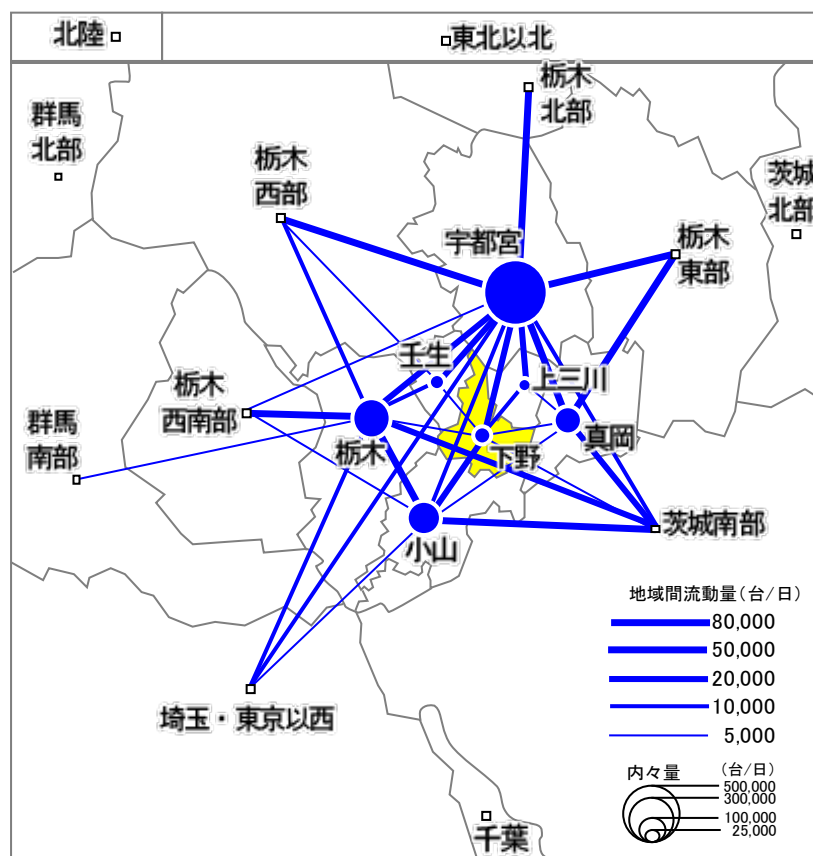 北陸
東北以北
栃木
北部
群馬
北部
茨城
北部
栃木
西部
宇都宮
栃木
東部
壬生
上三川
栃木
西南部
群馬
南部
栃木
下野
真岡
小山
茨城南部
地域間流動量(台/日)
80,000
50,000
20,000
10,000
5,000
埼玉・東京以西
内々量
(台/日)
500,000
300,000
100,000
25,000
千葉